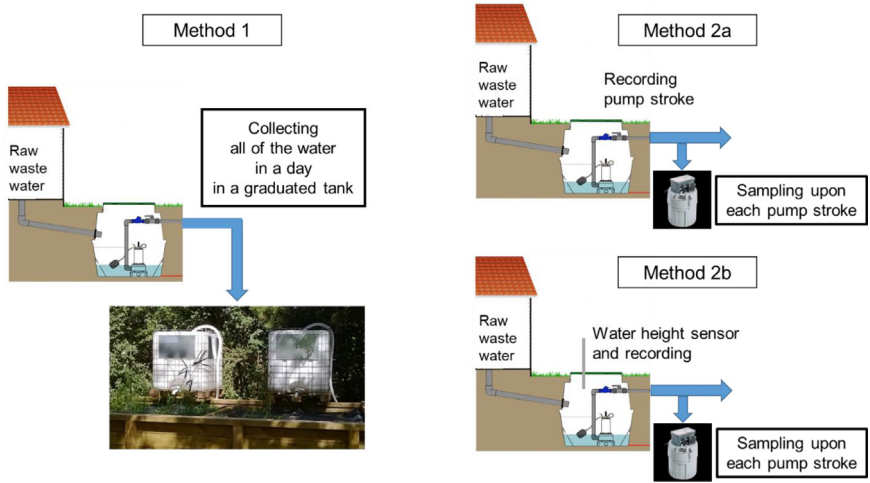 Method 1
Raw
waste
water
Collecting
all of the water
in a day
in a graduated tank
Method 2a
Raw
waste
water
Recording
pump stroke
Sampling upon
each pump stroke
Method 2b
Raw
waste
water
Water height sensor
and recording
Sampling upon
each pump stroke